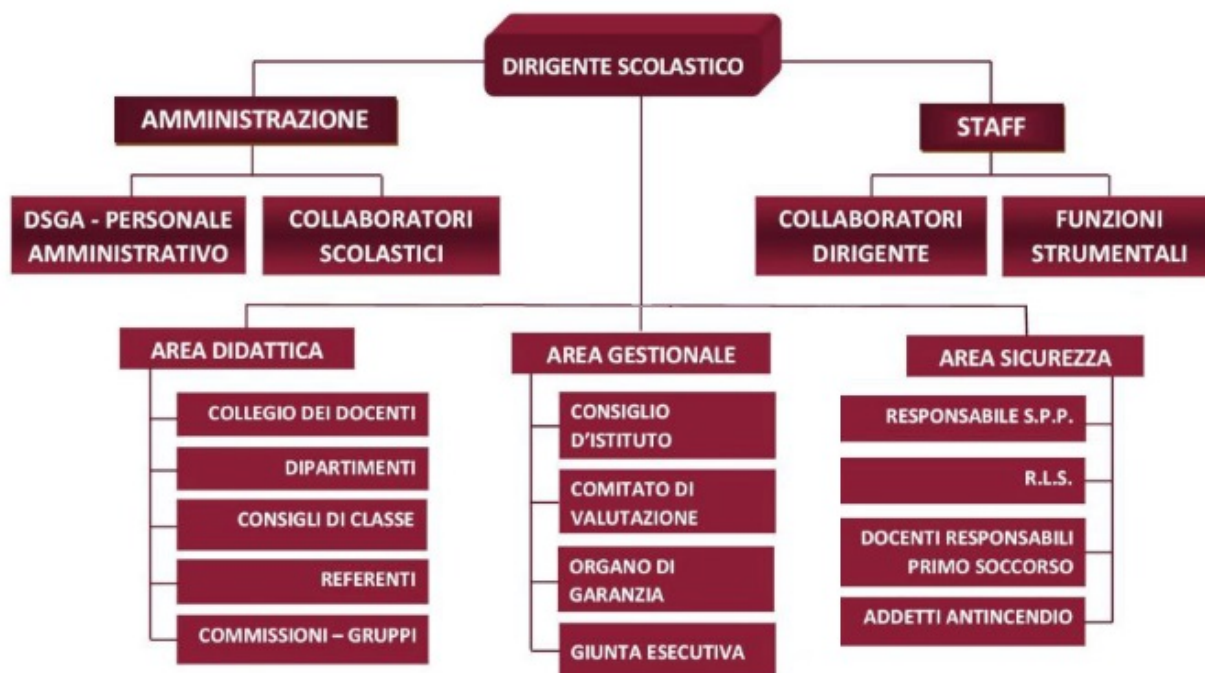 DIRIGENTE SCOLASTICO
AMMINISTRAZIONE
STAFF
DSGA - PERSONALE
AMMINISTRATIVO
COLLABORATORI
SCOLASTICI
COLLABORATORI
DIRIGENTE
FUNZIONI
STRUMENTALI
AREA DIDATTICA
COLLEGIO DEI DOCENTI
DIPARTIMENTI
CONSIGLI DI CLASSE
REFERENTI
COMMISSIONI – GRUPPI
AREA GESTIONALE
CONSIGLIO
D'ISTITUTO
COMITATO DI
VALUTAZIONE
ORGANO DI
GARANZIA
GIUNTA ESECUTIVA
AREA SICUREZZA
RESPONSABILE S.P.P.
R.L.S.
DOCENTI RESPONSABILI
PRIMO SOCCORSO
ADDETTI ANTINCENDIO